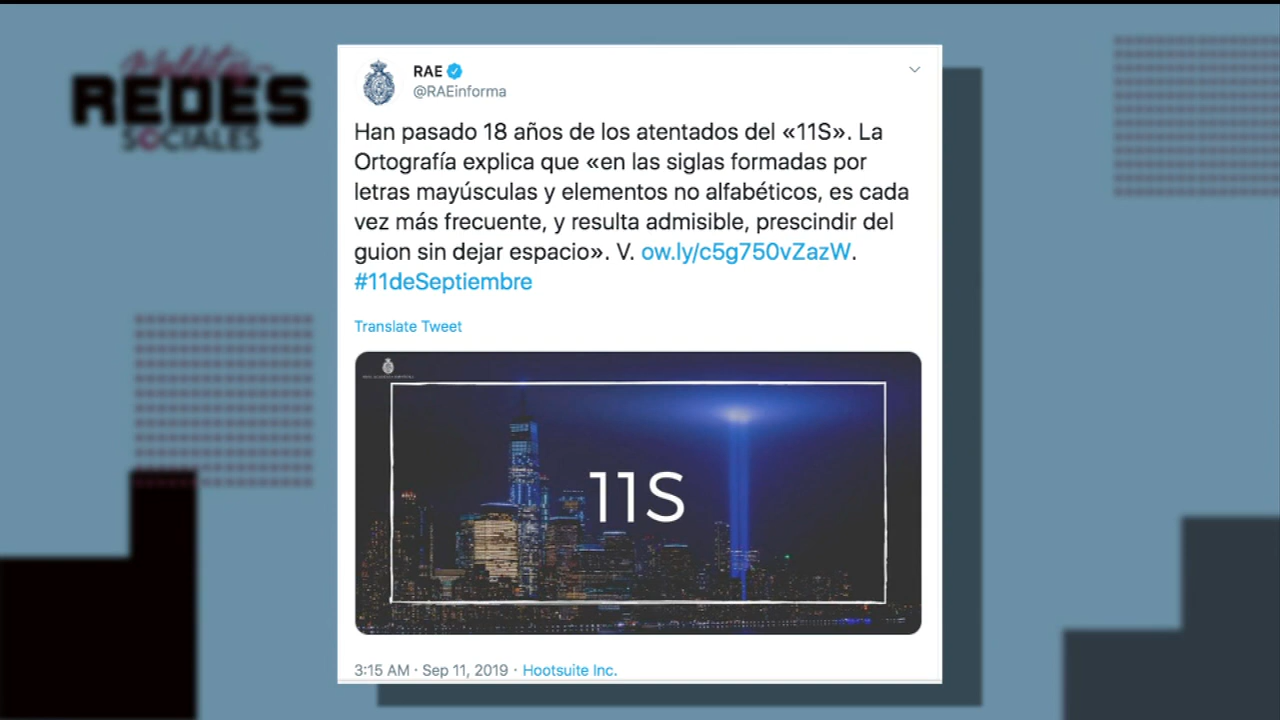 Malditas
REDES
SOCIALES
RAE
@RAEinforma
Han pasado 18 años de los atentados del «11S». La
Ortografía explica que «en las siglas formadas por
letras mayúsculas y elementos no alfabéticos, es cada
vez más frecuente, y resulta admisible, prescindir del
guion sin dejar espacio». V. ow.ly/c5g750vZazW.
#11deSeptiembre
Translate Tweet
11S
3:15 AM · Sep 11, 2019 · Hootsuite Inc.